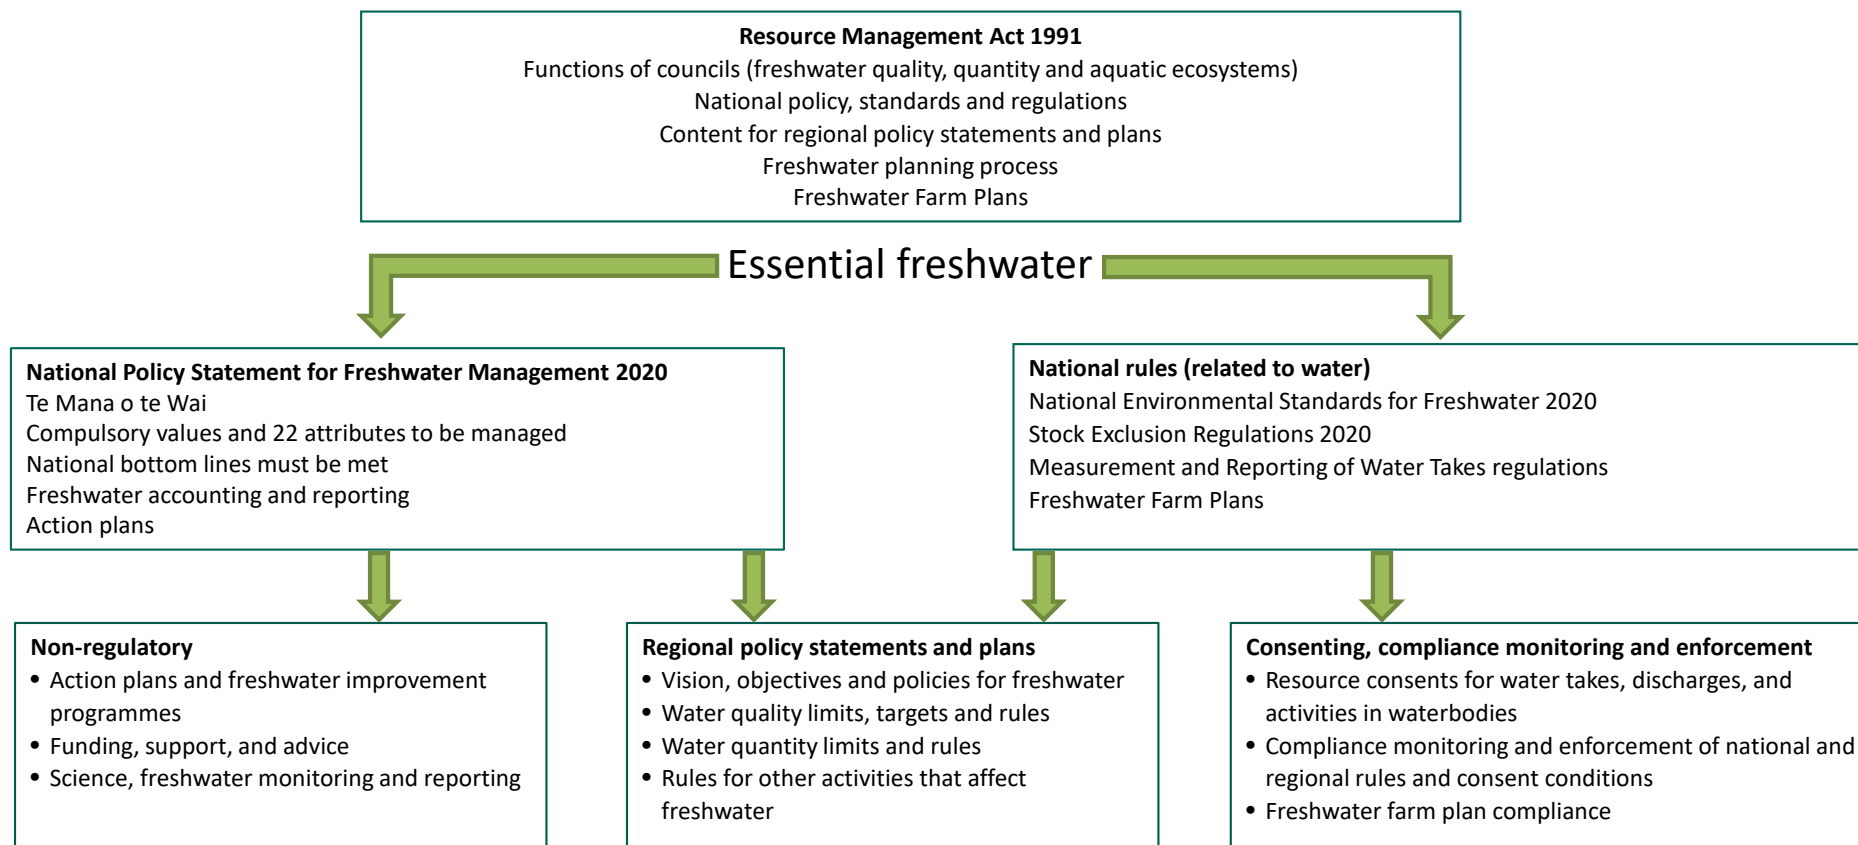 Resource Management Act 1991
Functions of councils (freshwater quality, quantity and aquatic ecosystems)
National policy, standards and regulations
Content for regional policy statements and plans
Freshwater planning process
Freshwater Farm Plans
Essential freshwater
National Policy Statement for Freshwater Management 2020
Te Mana o te Wai
Compulsory values and 22 attributes to be managed
National bottom lines must be met
Freshwater accounting and reporting
Action plans
National rules (related to water)
National Environmental Standards for Freshwater 2020
Stock Exclusion Regulations 2020
Measurement and Reporting of Water Takes regulations
Freshwater Farm Plans
Non-regulatory
• Action plans and freshwater improvement
programmes
• Funding, support, and advice
• Science, freshwater monitoring and reporting
Regional policy statements and plans
• Vision, objectives and policies for freshwater
• Water quality limits, targets and rules
• Water quantity limits and rules
• Rules for other activities that affect
freshwater
Consenting, compliance monitoring and enforcement
• Resource consents for water takes, discharges, and
activities in waterbodies
• Compliance monitoring and enforcement of national and
regional rules and consent conditions
• Freshwater farm plan compliance